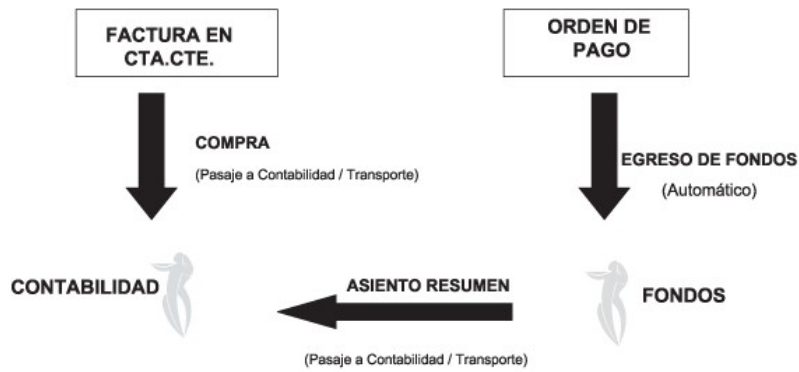 FACTURA EN
CTA.CTE.
ORDEN DE
PAGO
COMPRA
(Pasaje a Contabilidad / Transporte)
EGRESO DE FONDOS
(Automático)
CONTABILIDAD
ASIENTO RESUMEN
FONDOS
(Pasaje a Contabilidad / Transporte)